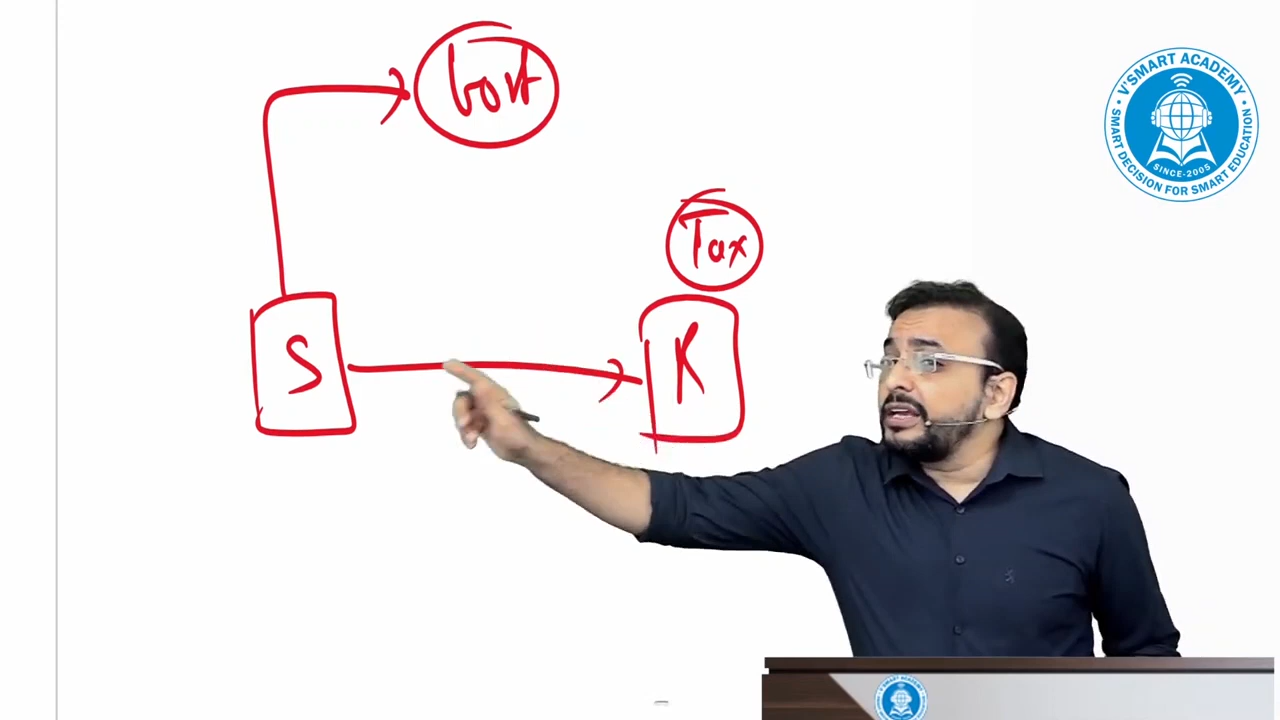 Govt
Tax
S
R
V'SMART ACADEMY
SMART DECISION FOR SMART EDUCATION
SINCE-2005